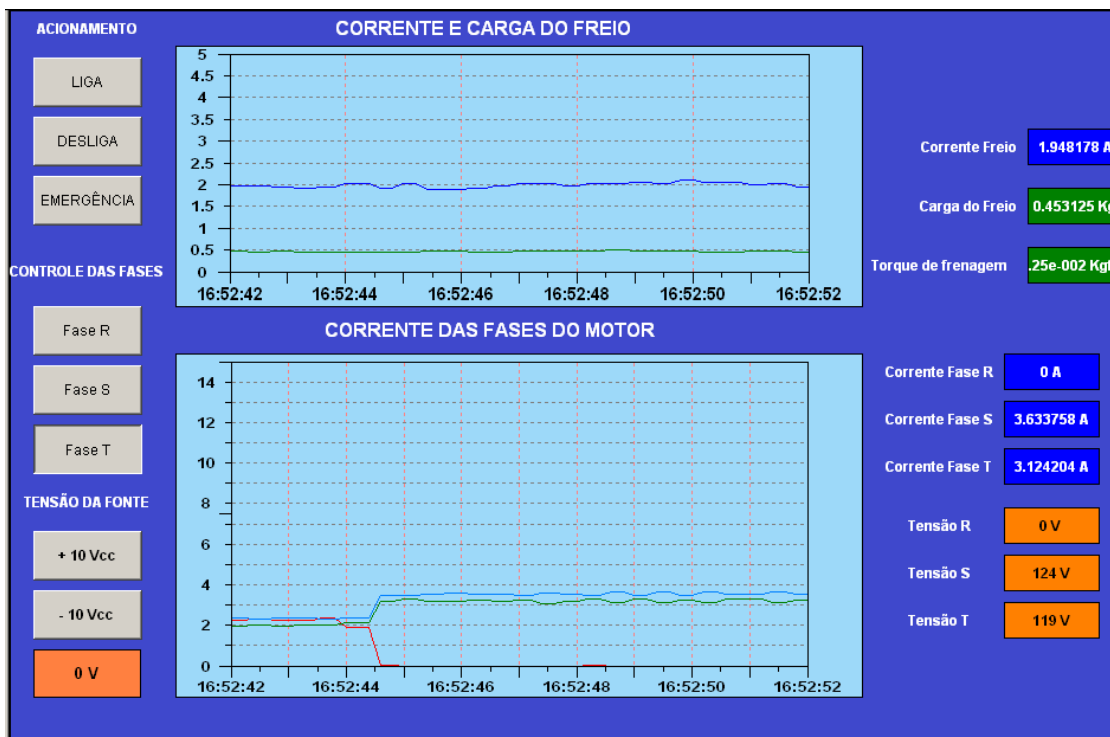 ACIONAMENTO
LIGA
DESLIGA
EMERGÊNCIA
CONTROLE DAS FASES
Fase R
Fase S
Fase T
TENSÃO DA FONTE
+ 10 Vcc
- 10 Vcc
0 V
CORRENTE E CARGA DO FREIO
5
4.5
4
3.5
3
2.5
2
1.5
1
0.5
0
16:52:42 16:52:44 16:52:46 16:52:48 16:52:50 16:52:52
Corrente Freio 1.948178 A
Carga do Freio 0.453125 Kg
Torque de frenagem .25e-002 Kgf
CORRENTE DAS FASES DO MOTOR
14
12
10
8
6
4
2
0
16:52:42 16:52:44 16:52:46 16:52:48 16:52:50 16:52:52
Corrente Fase R 0 A
Corrente Fase S 3.633758 A
Corrente Fase T 3.124204 A
Tensão R 0 V
Tensão S 124 V
Tensão T 119 V